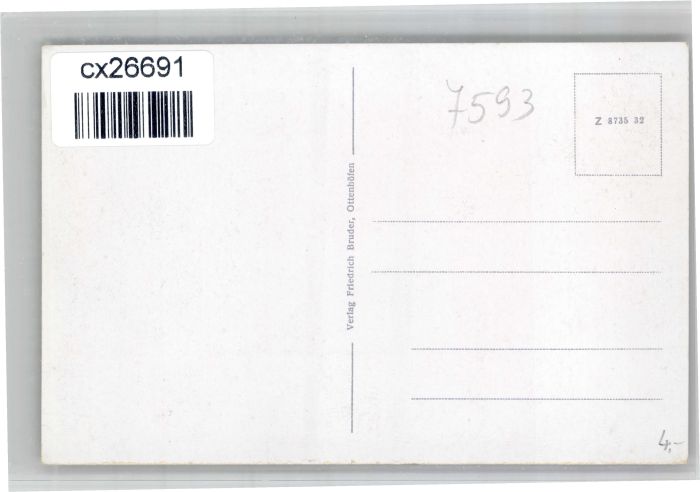 cx26691
7593
Z 8735 32
Verlag Friedrich Bruder, Ottenhöfen
4,-